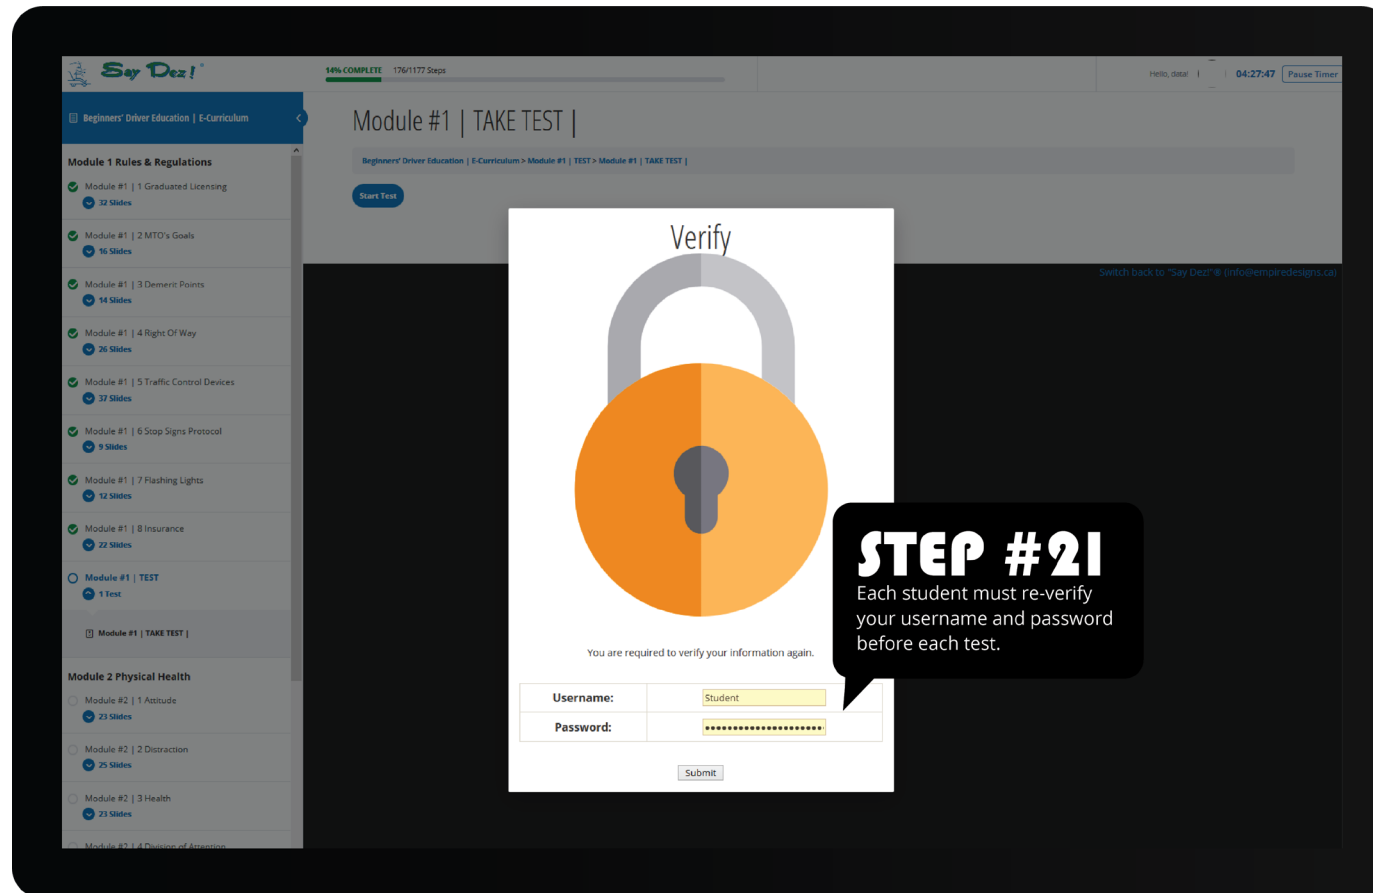 Say Dez!®
14% COMPLETE 176/1177 Steps
Hello, data! | | 04:27:47 Pause Timer
Beginners' Driver Education | E-Curriculum
Module #1 | TAKE TEST |
Beginners' Driver Education | E-Curriculum > Module #1 | TEST > Module #1 | TAKE TEST |
Start Test
Module 1 Rules & Regulations
Module #1 | 1 Graduated Licensing
32 Slides
Module #1 | 2 MTO's Goals
16 Slides
Module #1 | 3 Demerit Points
14 Slides
Module #1 | 4 Right Of Way
26 Slides
Module #1 | 5 Traffic Control Devices
37 Slides
Module #1 | 6 Stop Signs Protocol
9 Slides
Module #1 | 7 Flashing Lights
12 Slides
Module #1 | 8 Insurance
22 Slides
Module #1 | TEST
1 Test
Module #1 | TAKE TEST |
Module 2 Physical Health
Module #2 | 1 Attitude
23 Slides
Module #2 | 2 Distraction
25 Slides
Module #2 | 3 Health
23 Slides
Module #2 | 4 Division of Attention
Switch back to "Say Dez!"® (info@empiredesigns.ca)
Verify
You are required to verify your information again.
Username: Student
Password:
Submit
STEP #21
Each student must re-verify
your username and password
before each test.